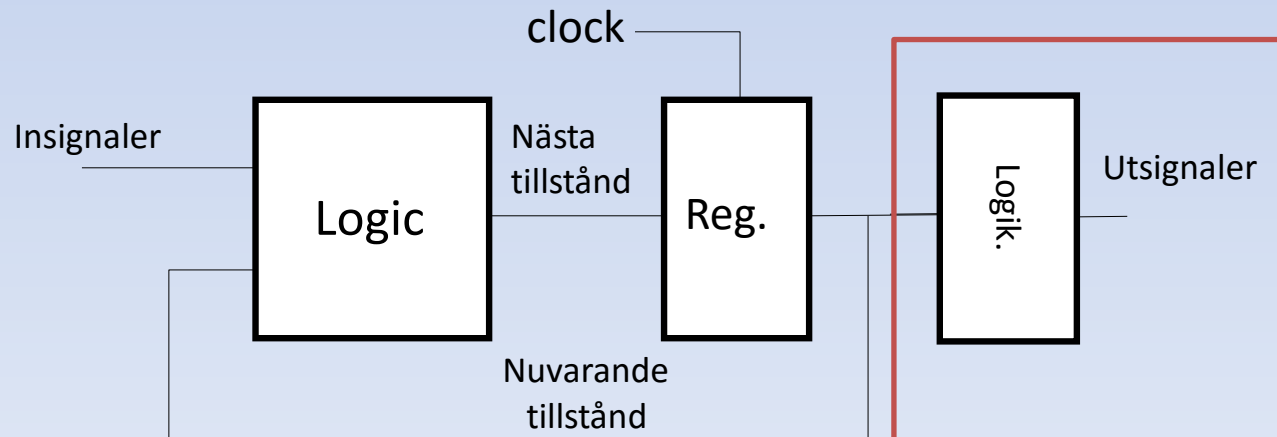 clock
Insignaler
Logic
Nästa
tillstånd
Reg.
Logik.
Utsignaler
Nuvarande
tillstånd